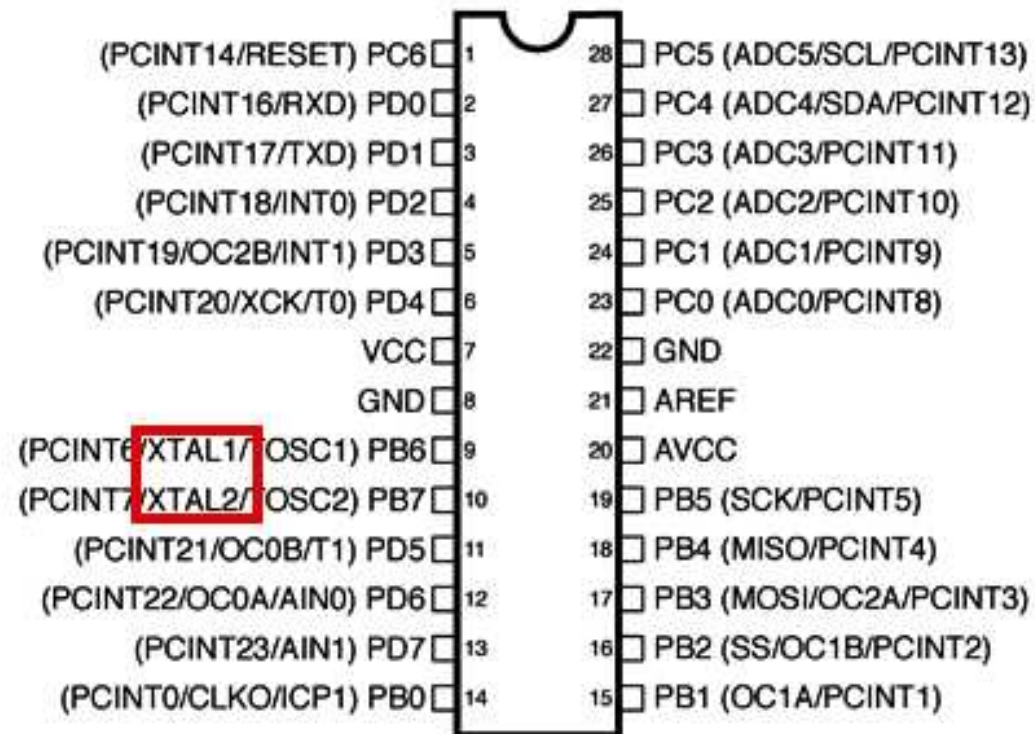 (PCINT14/RESET) PC6 1 28 PC5 (ADC5/SCL/PCINT13)
(PCINT16/RXD) PD0 2 27 PC4 (ADC4/SDA/PCINT12)
(PCINT17/TXD) PD1 3 26 PC3 (ADC3/PCINT11)
(PCINT18/INT0) PD2 4 25 PC2 (ADC2/PCINT10)
(PCINT19/OC2B/INT1) PD3 5 24 PC1 (ADC1/PCINT9)
(PCINT20/XCK/T0) PD4 6 23 PC0 (ADC0/PCINT8)
VCC 7 22 GND
GND 8 21 AREF
(PCINT6/XTAL1/TOSC1) PB6 9 20 AVCC
(PCINT7/XTAL2/TOSC2) PB7 10 19 PB5 (SCK/PCINT5)
(PCINT21/OC0B/T1) PD5 11 18 PB4 (MISO/PCINT4)
(PCINT22/OC0A/AIN0) PD6 12 17 PB3 (MOSI/OC2A/PCINT3)
(PCINT23/AIN1) PD7 13 16 PB2 (SS/OC1B/PCINT2)
(PCINT0/CLKO/ICP1) PB0 14 15 PB1 (OC1A/PCINT1)